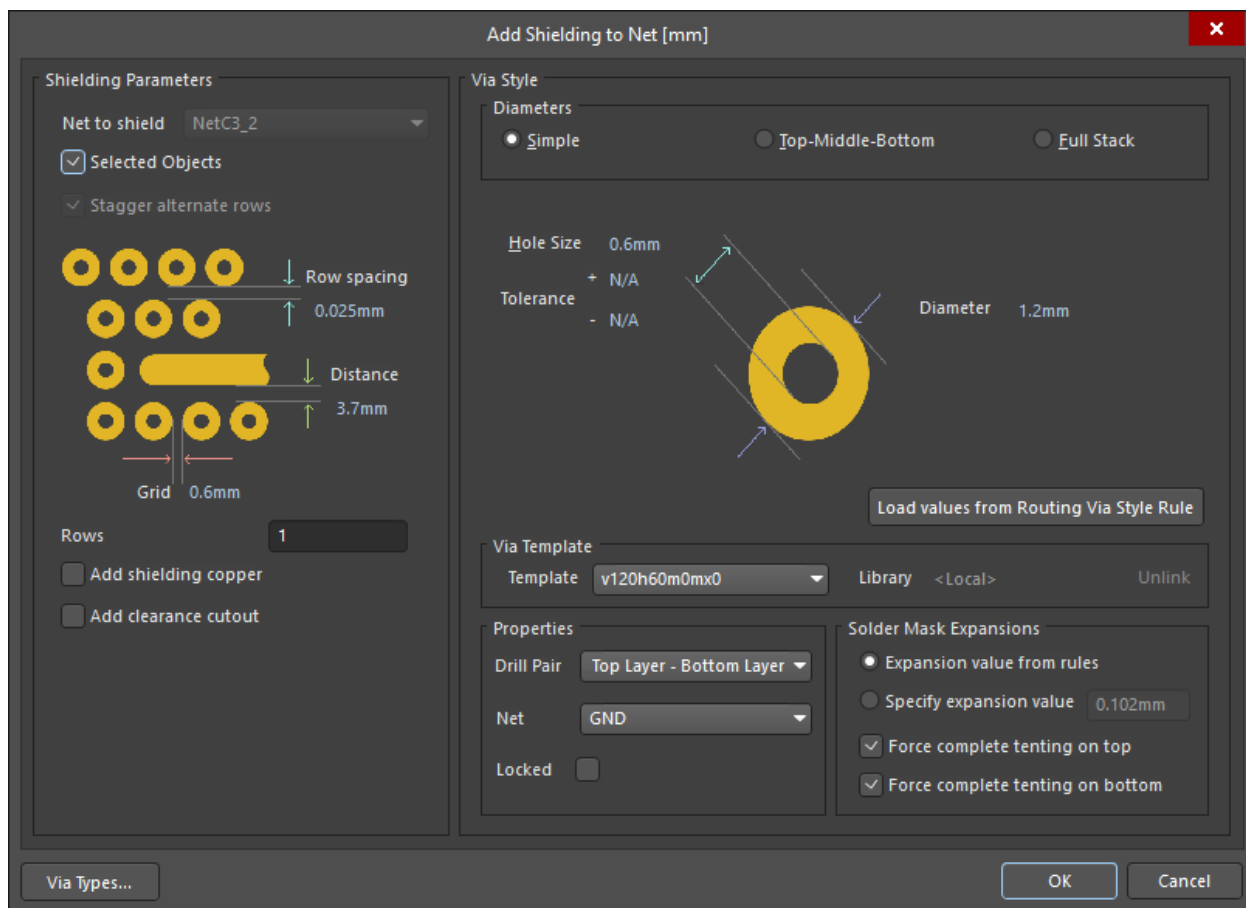 Add Shielding to Net [mm]
Shielding Parameters
Net to shield NetC3_2
Selected Objects
Stagger alternate rows
Row spacing
0.025mm
Distance
3.7mm
Grid 0.6mm
Rows 1
Add shielding copper
Add clearance cutout
Via Style
Diameters
Simple Top-Middle-Bottom Full Stack
Hole Size 0.6mm
+ N/A
Tolerance
- N/A
Diameter 1.2mm
Load values from Routing Via Style Rule
Via Template
Template v120h60m0mx0 Library <Local> Unlink
Properties
Drill Pair Top Layer - Bottom Layer
Net GND
Locked
Solder Mask Expansions
Expansion value from rules
Specify expansion value 0.102mm
Force complete tenting on top
Force complete tenting on bottom
Via Types... OK Cancel